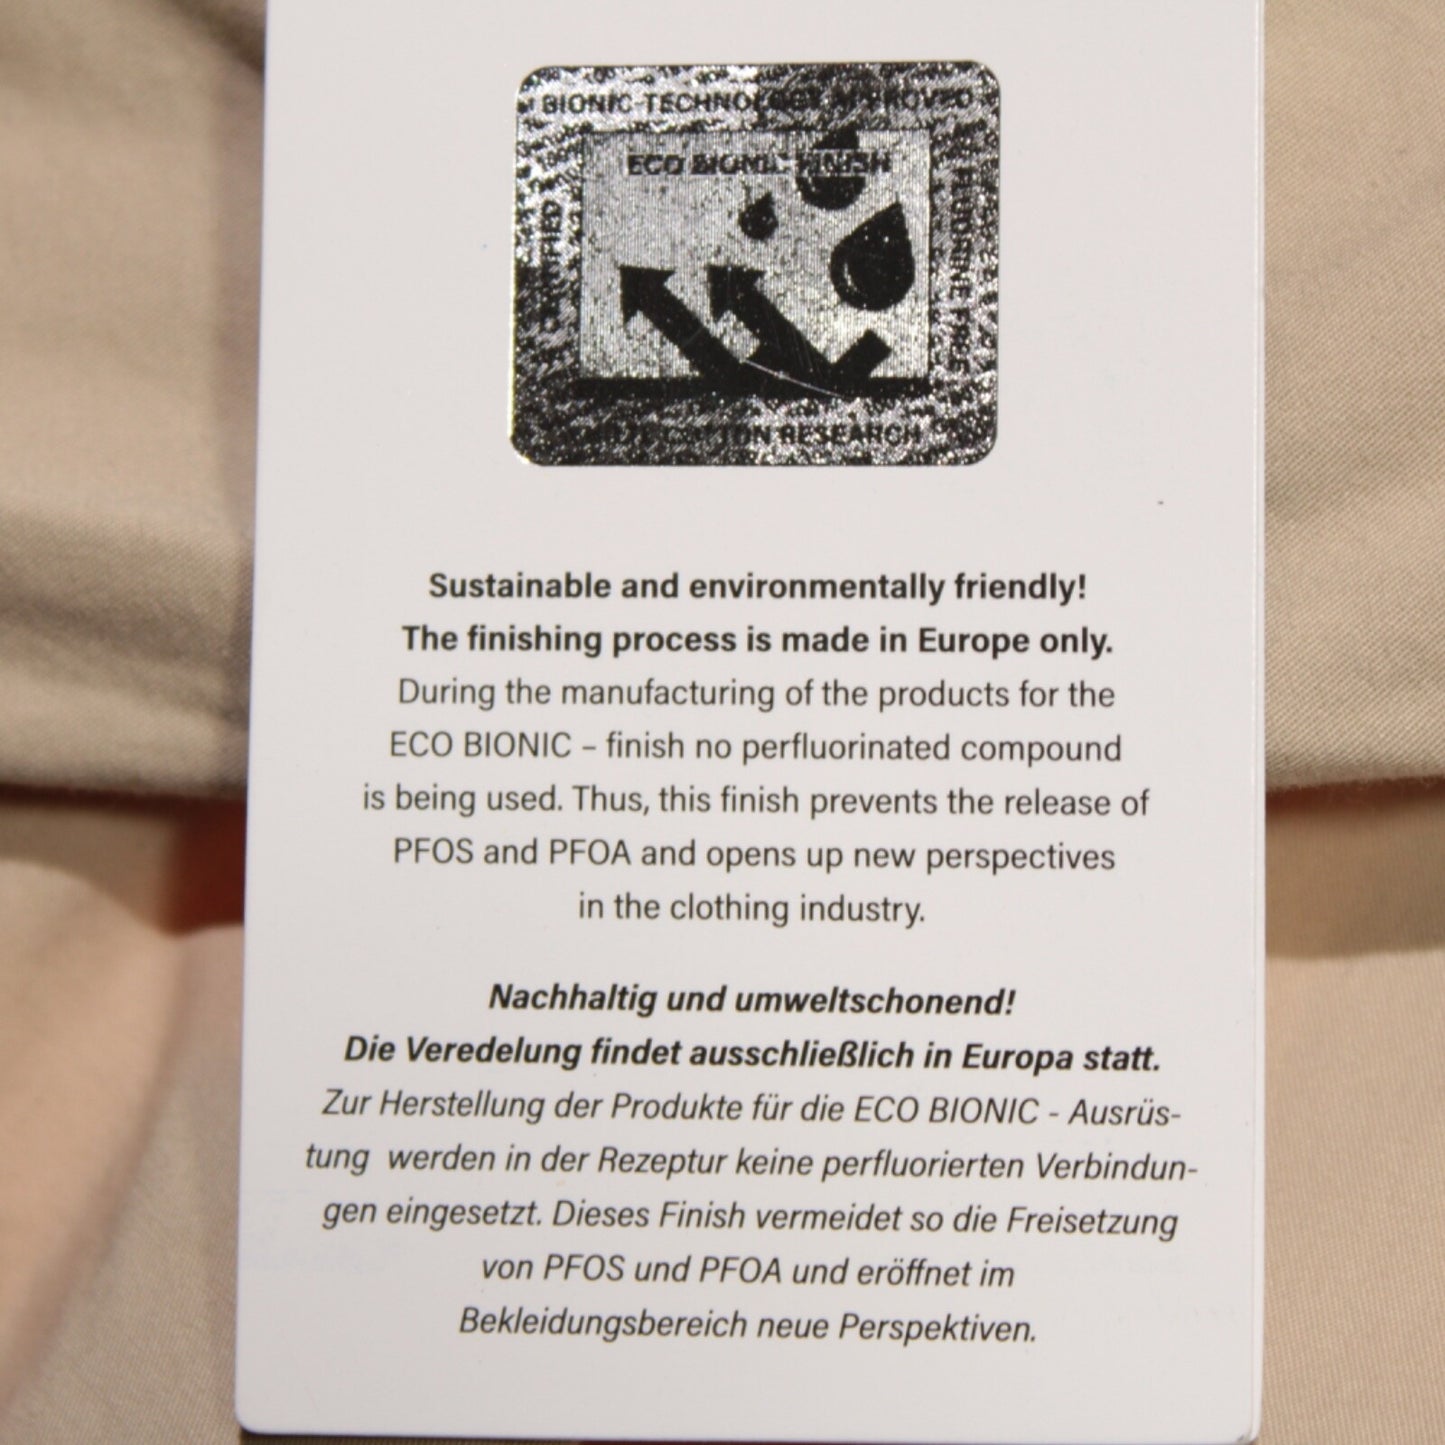 BIONIC-TECHNOLOGY APPROVED
ECO BIONIC FINISH
CERTIFIED
FLUORINE FREE
COTTON RESEARCH
Sustainable and environmentally friendly!
The finishing process is made in Europe only.
During the manufacturing of the products for the
ECO BIONIC – finish no perfluorinated compound
is being used. Thus, this finish prevents the release of
PFOS and PFOA and opens up new perspectives
in the clothing industry.
Nachhaltig und umweltschonend!
Die Veredelung findet ausschließlich in Europa statt.
Zur Herstellung der Produkte für die ECO BIONIC - Ausrüs-
tung werden in der Rezeptur keine perfluorierten Verbindun-
gen eingesetzt. Dieses Finish vermeidet so die Freisetzung
von PFOS und PFOA und eröffnet im
Bekleidungsbereich neue Perspektiven.